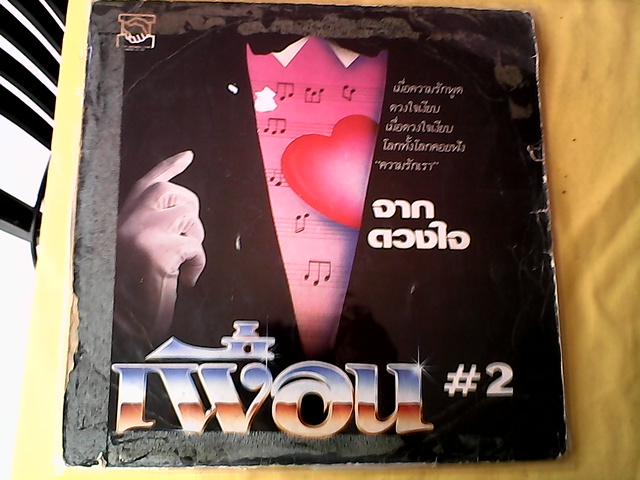 เมื่อความรักพูด
ดวงใจเงียบ
เมื่อดวงใจเงียบ
โลกทั้งโลกคอยฟัง
"ความรักเรา"
จาก
ดวงใจ
เพื่อน #2